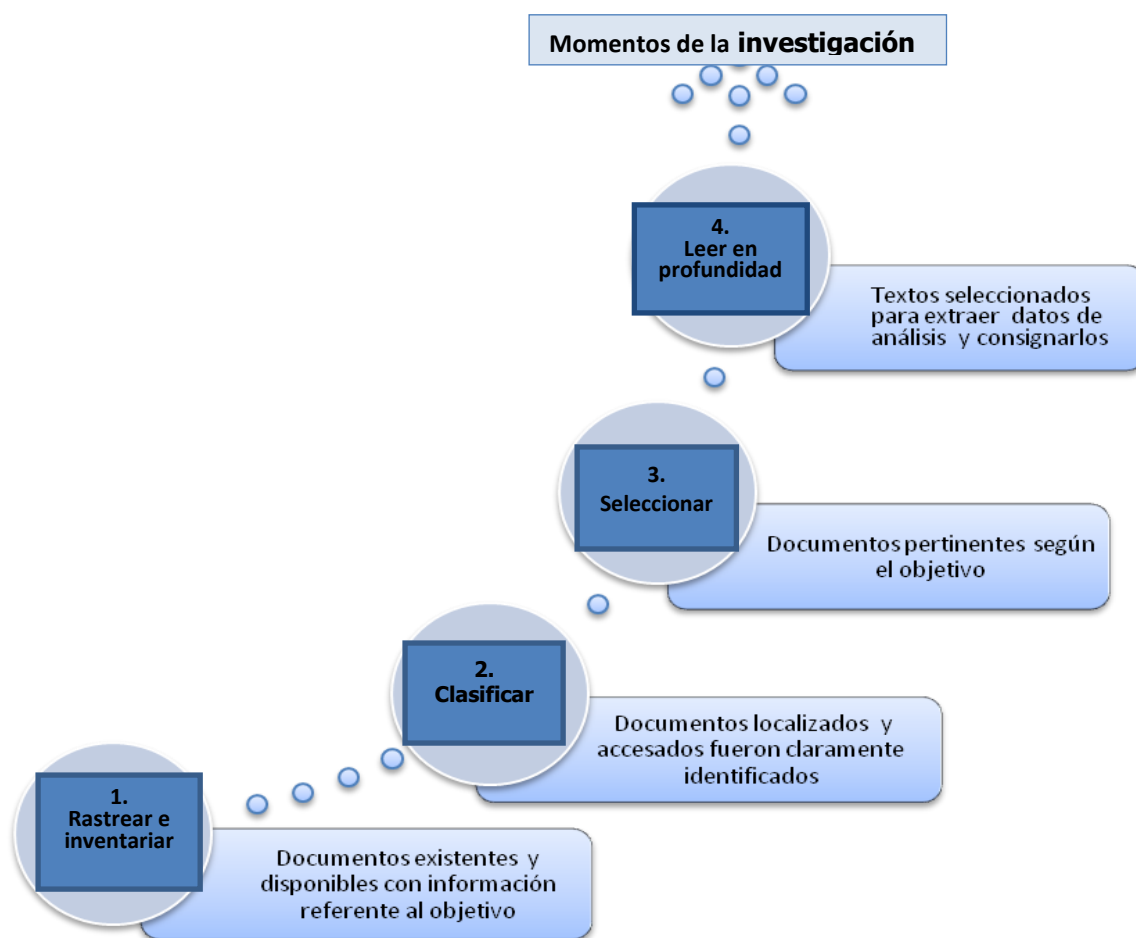 Momentos de la investigación
4.
Leer en
profundidad
Textos seleccionados
para extraer datos de
análisis y consignarlos
3.
Seleccionar
Documentos pertinentes según
el objetivo
2.
Clasificar
Documentos localizados y
accesados fueron claramente
identificados
1.
Rastrear e
inventariar
Documentos existentes y
disponibles con información
referente al objetivo